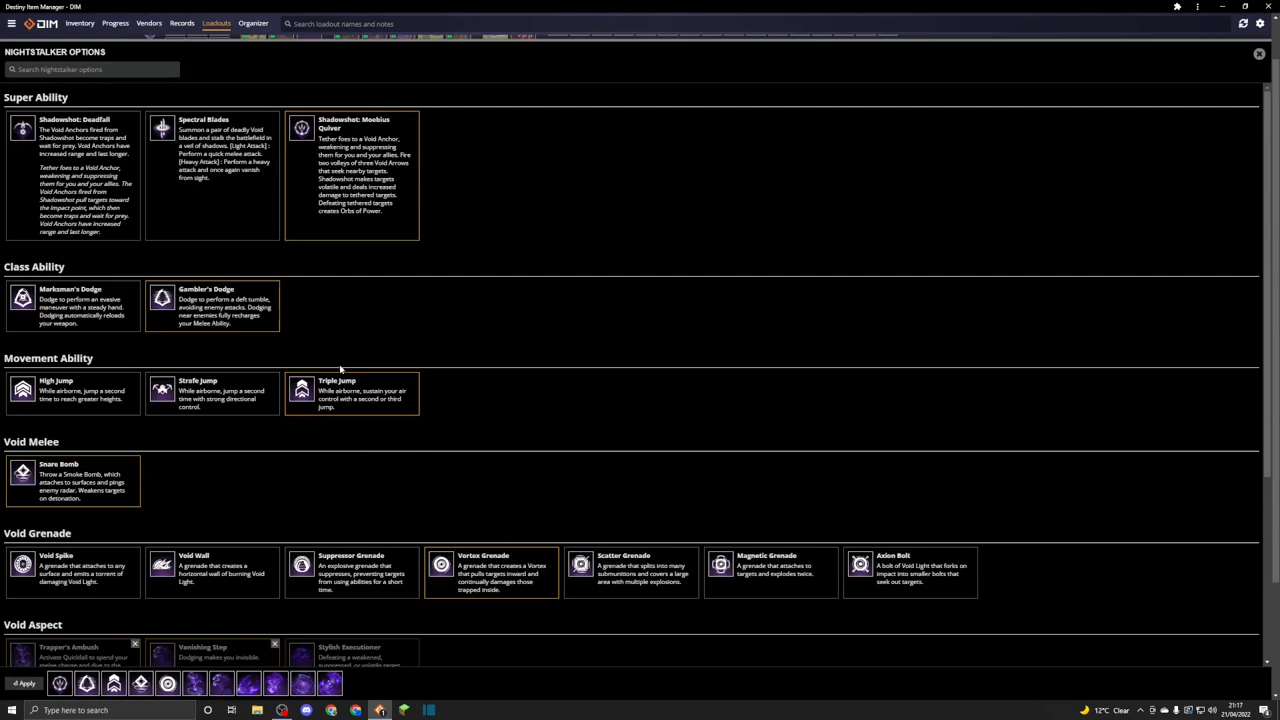 Destiny Item Manager - DIM
DIM Inventory Progress Vendors Records Loadouts Organizer Search loadout names and notes
NIGHTSTALKER OPTIONS
Search Nightstalker options
Super Ability
Shadowshot: Deadfall
The Void Anchors fired from
Shadowshot become traps and
wait for prey. Void Anchors have
increased range and last longer.
Tether foes to a Void Anchor,
weakening and suppressing
them for you and your allies. The
Void Anchors fired from
Shadowshot pull targets toward
the impact point, which then
become traps and wait for prey.
Void Anchors have increased
range and last longer.
Spectral Blades
Summon a pair of deadly Void
blades and stalk the battlefield in
a veil of shadows. [Light Attack] :
Perform a quick melee attack.
[Heavy Attack] : Perform a heavy
attack and once again vanish
from sight.
Shadowshot: Moebius
Quiver
Tether foes to a Void Anchor,
weakening and suppressing
them for you and your allies. Fire
two volleys of three Void Arrows
that seek nearby targets.
Shadowshot makes targets
volatile and deals increased
damage to tethered targets.
Defeating tethered targets
creates Orbs of Power.
Class Ability
Marksman's Dodge
Dodge to perform an evasive
maneuver with a steady hand.
Dodging automatically reloads
your weapon.
Gambler's Dodge
Dodge to perform a deft tumble,
avoiding enemy attacks. Dodging
near enemies fully recharges
your Melee Ability.
Movement Ability
High Jump
While airborne, jump a second
time to reach greater heights.
Strafe Jump
While airborne, jump a second
time with strong directional
control.
Triple Jump
While airborne, sustain your air
control with a second or third
jump.
Void Melee
Snare Bomb
Throw a Smoke Bomb, which
attaches to surfaces and pings
enemy radar. Weakens targets
on detonation.
Void Grenade
Void Spike
A grenade that attaches to any
surface and emits a torrent of
damaging Void Light.
Void Wall
A grenade that creates a
horizontal wall of burning Void
Light.
Suppressor Grenade
An explosive grenade that
suppresses, preventing targets
from using abilities for a short
time.
Vortex Grenade
A grenade that creates a Vortex
that pulls targets inward and
continually damages those
trapped inside.
Scatter Grenade
A grenade that splits into many
submunitions and covers a large
area with multiple explosions.
Magnetic Grenade
A grenade that attaches to
targets and explodes twice.
Axion Bolt
A bolt of Void Light that forks on
impact into smaller bolts that
seek out targets.
Void Aspect
Trapper's Ambush
Activate Quickfall to spend your
melee charge and dive to the
Vanishing Step
Dodging makes you invisible.
Stylish Executioner
Defeating a weakened,
suppressed, or volatile target
Apply
Type here to search
12°C Clear
21:17
21/04/2022